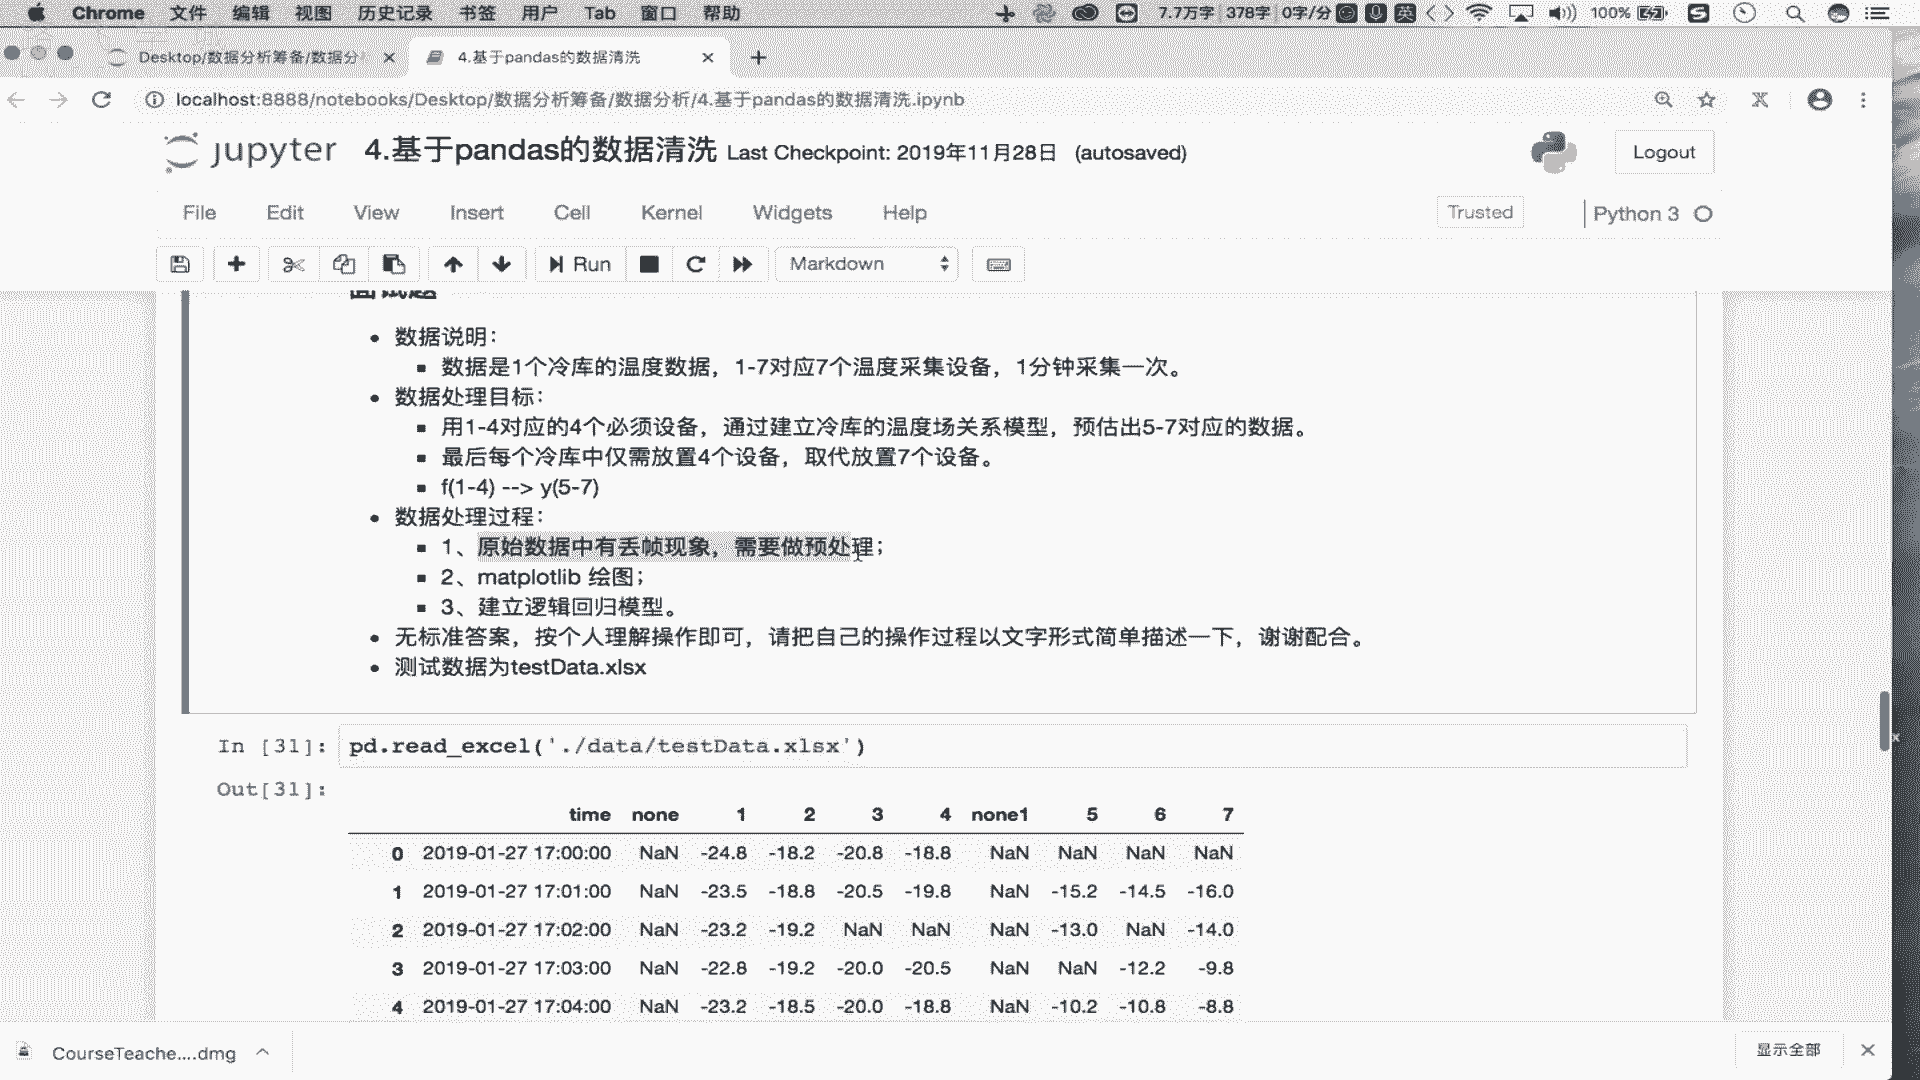 Chrome 文件 编辑 视图 历史记录 书签 用户 Tab 窗口 帮助 7.7万字 378字 0字/分 英 100%
Desktop/数据分析筹备/数据分 4.基于pandas的数据清洗
localhost:8888/notebooks/Desktop/数据分析筹备/数据分析/4.基于pandas的数据清洗.ipynb
jupyter 4.基于pandas的数据清洗 Last Checkpoint: 2019年11月28日 (autosaved) Logout
File Edit View Insert Cell Kernel Widgets Help Trusted Python 3
Run Markdown
面试题
数据说明：
数据是1个冷库的温度数据，1-7对应7个温度采集设备，1分钟采集一次。
数据处理目标：
用1-4对应的4个必须设备，通过建立冷库的温度场关系模型，预估出5-7对应的数据。
最后每个冷库中仅需放置4个设备，取代放置7个设备。
f(1-4) --> y(5-7)
数据处理过程：
1、原始数据中有丢帧现象，需要做预处理；
2、matplotlib 绘图；
3、建立逻辑回归模型。
无标准答案，按个人理解操作即可，请把自己的操作过程以文字形式简单描述一下，谢谢配合。
测试数据为testData.xlsx
In [31]: pd.read_excel('./data/testData.xlsx')
Out[31]:
time none 1 2 3 4 none1 5 6 7
0 2019-01-27 17:00:00 NaN -24.8 -18.2 -20.8 -18.8 NaN NaN NaN NaN
1 2019-01-27 17:01:00 NaN -23.5 -18.8 -20.5 -19.8 NaN -15.2 -14.5 -16.0
2 2019-01-27 17:02:00 NaN -23.2 -19.2 NaN NaN NaN -13.0 NaN -14.0
3 2019-01-27 17:03:00 NaN -22.8 -19.2 -20.0 -20.5 NaN NaN -12.2 -9.8
4 2019-01-27 17:04:00 NaN -23.2 -18.5 -20.0 -18.8 NaN -10.2 -10.8 -8.8
CourseTeache....dmg 显示全部